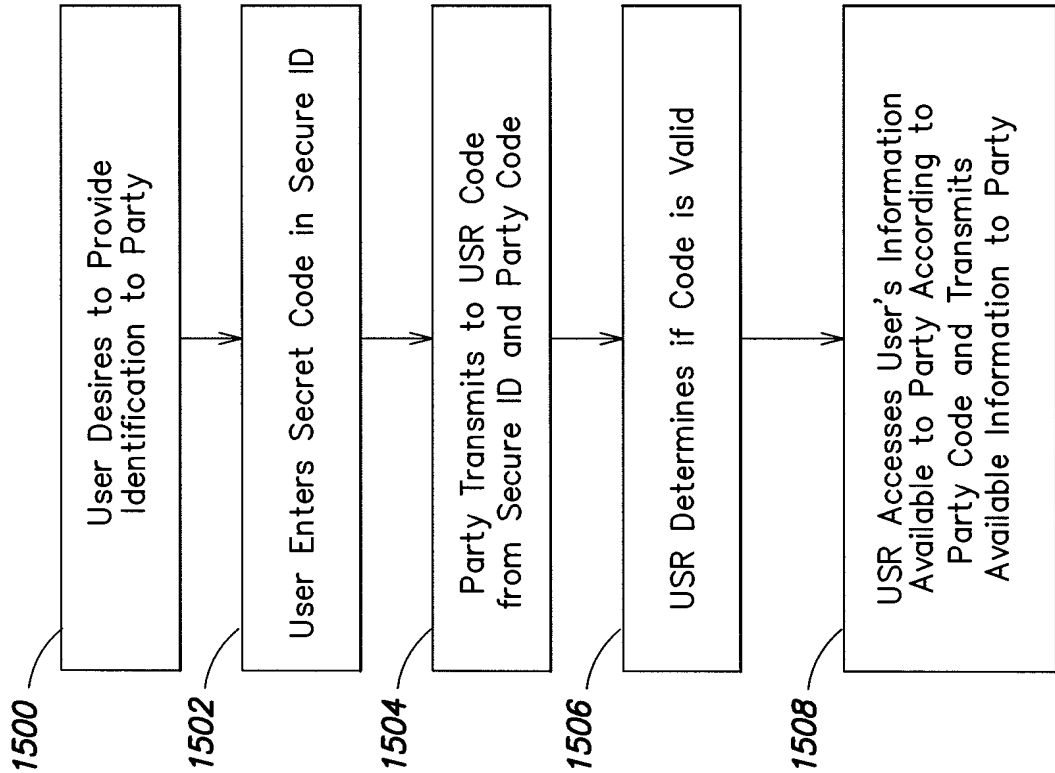 1500
User Desires to Provide
Identification to Party
1502
User Enters Secret Code in Secure ID
1504
Party Transmits to USR Code
from Secure ID and Party Code
1506
USR Determines if Code is Valid
1508
USR Accesses User's Information
Available to Party According to
Party Code and Transmits
Available Information to Party